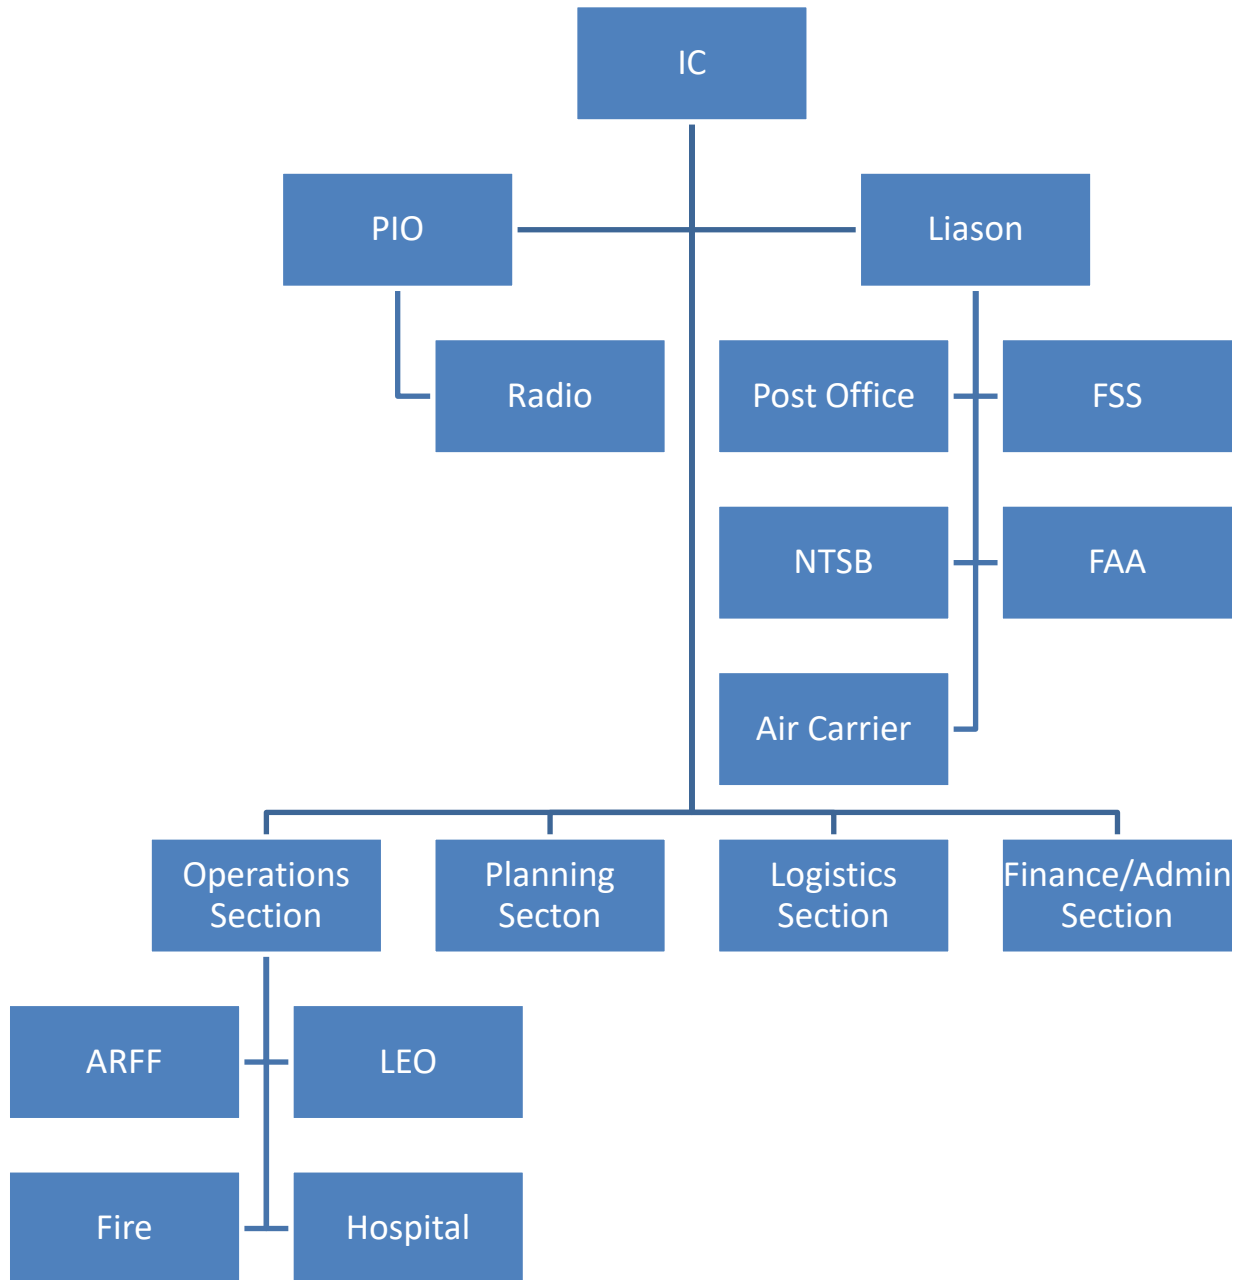 IC
PIO
Liason
Radio
Post Office
FSS
NTSB
FAA
Air Carrier
Operations
Section
Planning
Secton
Logistics
Section
Finance/Admin
Section
ARFF
LEO
Fire
Hospital